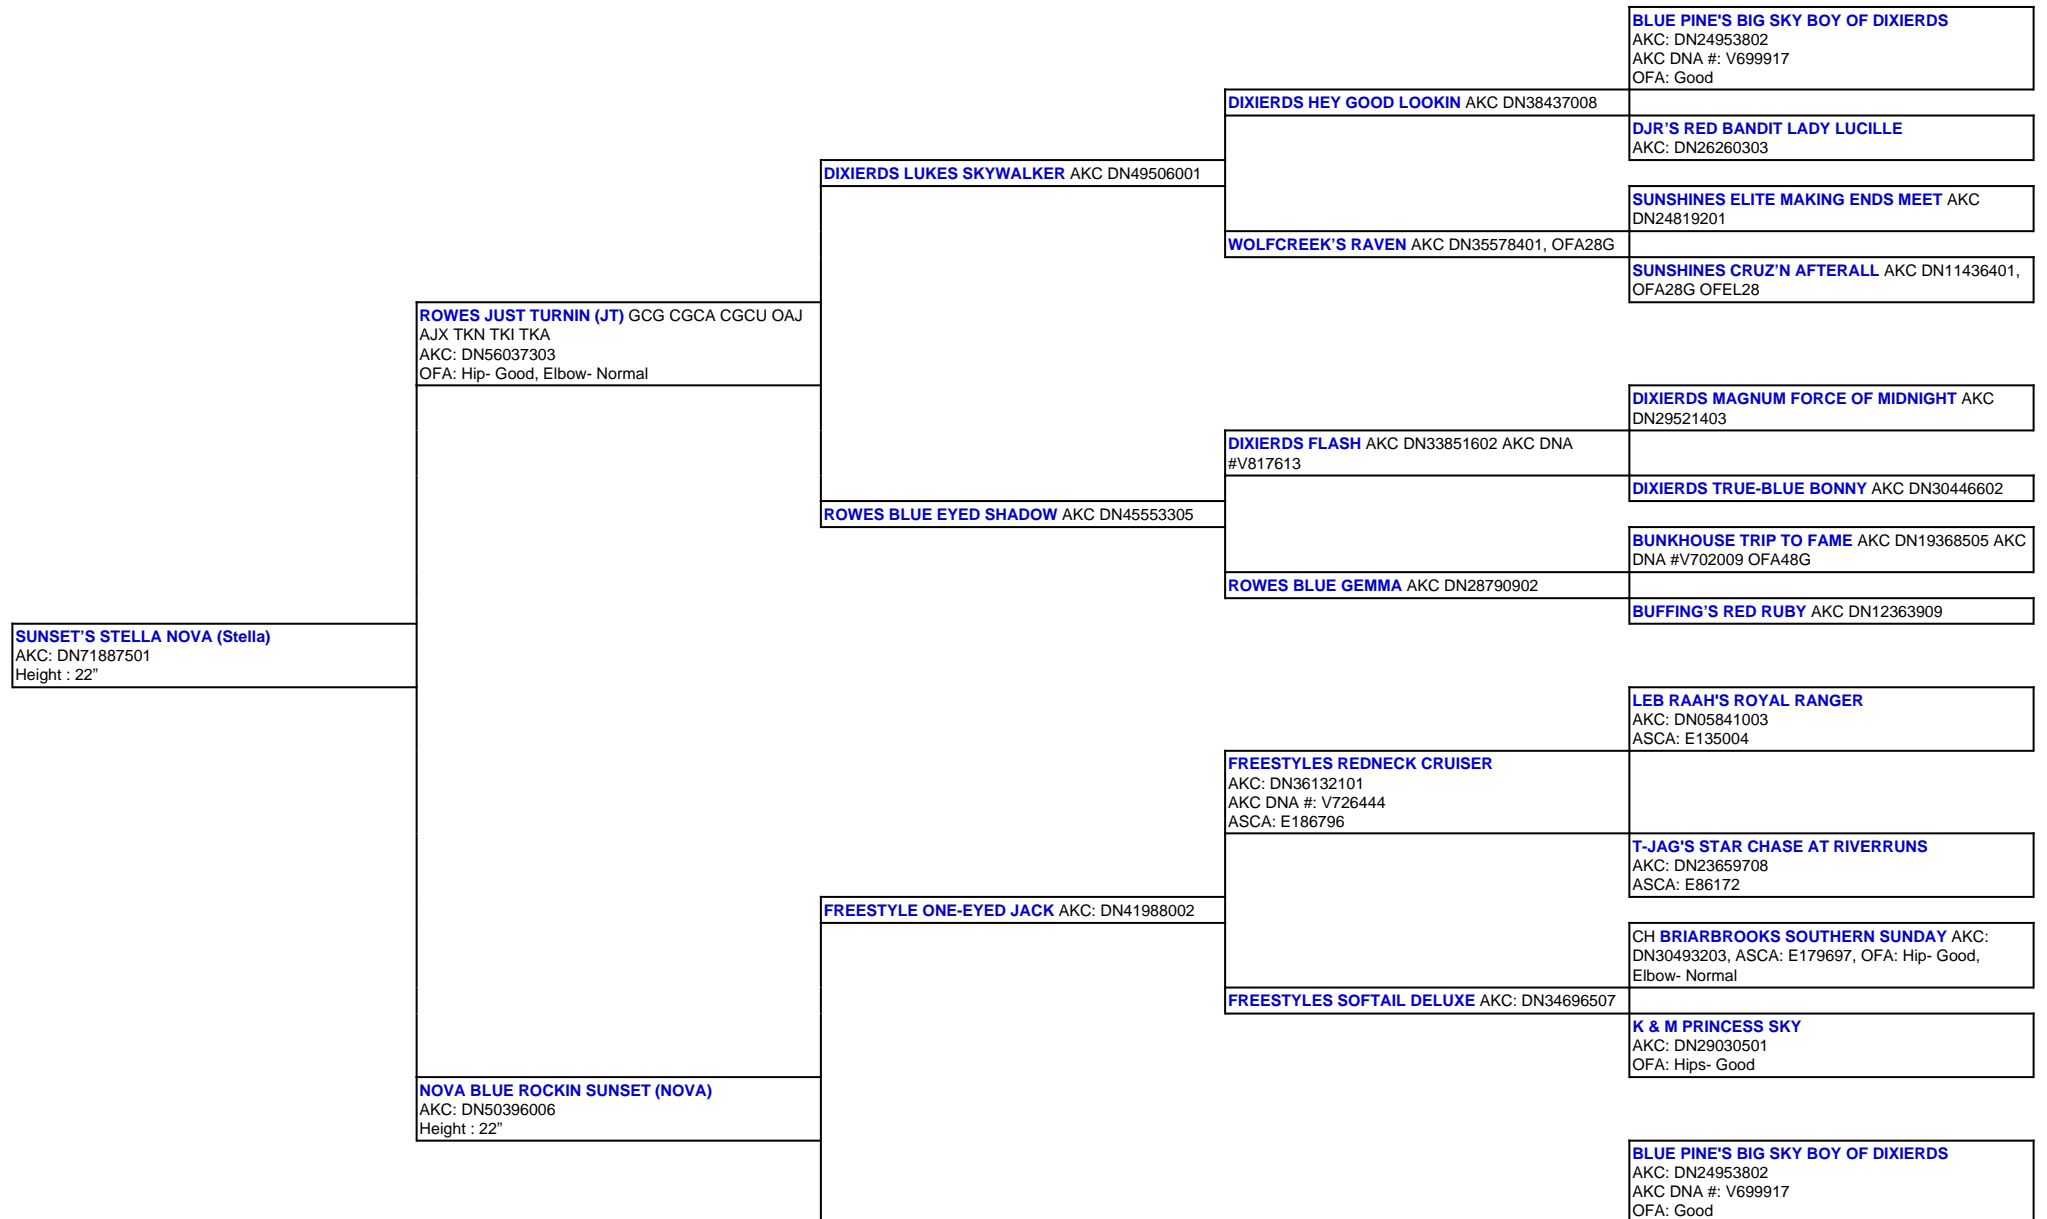 BLUE PINE'S BIG SKY BOY OF DIXIERDS
AKC: DN24953802
AKC DNA #: V699917
OFA: Good
DIXIERDS HEY GOOD LOOKIN AKC DN38437008
DJR’S RED BANDIT LADY LUCILLE
AKC: DN26260303
DIXIERDS LUKES SKYWALKER AKC DN49506001
SUNSHINES ELITE MAKING ENDS MEET AKC
DN24819201
WOLFCREEK’S RAVEN AKC DN35578401, OFA28G
SUNSHINES CRUZ’N AFTERALL AKC DN11436401,
OFA28G OFEL28
ROWES JUST TURNIN (JT) GCG CGCA CGCU OAJ
AJX TKN TKI TKA
AKC: DN56037303
OFA: Hip- Good, Elbow- Normal
DIXIERDS MAGNUM FORCE OF MIDNIGHT AKC
DN29521403
DIXIERDS FLASH AKC DN33851602 AKC DNA
#V817613
DIXIERDS TRUE-BLUE BONNY AKC DN30446602
ROWES BLUE EYED SHADOW AKC DN45553305
BUNKHOUSE TRIP TO FAME AKC DN19368505 AKC
DNA #V702009 OFA48G
ROWES BLUE GEMMA AKC DN28790902
BUFFING’S RED RUBY AKC DN12363909
SUNSET’S STELLA NOVA (Stella)
AKC: DN71887501
Height : 22”
LEB RAAH'S ROYAL RANGER
AKC: DN05841003
ASCA: E135004
FREESTYLES REDNECK CRUISER
AKC: DN36132101
AKC DNA #: V726444
ASCA: E186796
T-JAG'S STAR CHASE AT RIVERRUNS
AKC: DN23659708
ASCA: E86172
FREESTYLE ONE-EYED JACK AKC: DN41988002
CH BRIARBROOKS SOUTHERN SUNDAY AKC:
DN30493203, ASCA: E179697, OFA: Hip- Good,
Elbow- Normal
FREESTYLES SOFTAIL DELUXE AKC: DN34696507
K & M PRINCESS SKY
AKC: DN29030501
OFA: Hips- Good
NOVA BLUE ROCKIN SUNSET (NOVA)
AKC: DN50396006
Height : 22”
BLUE PINE'S BIG SKY BOY OF DIXIERDS
AKC: DN24953802
AKC DNA #: V699917
OFA: Good